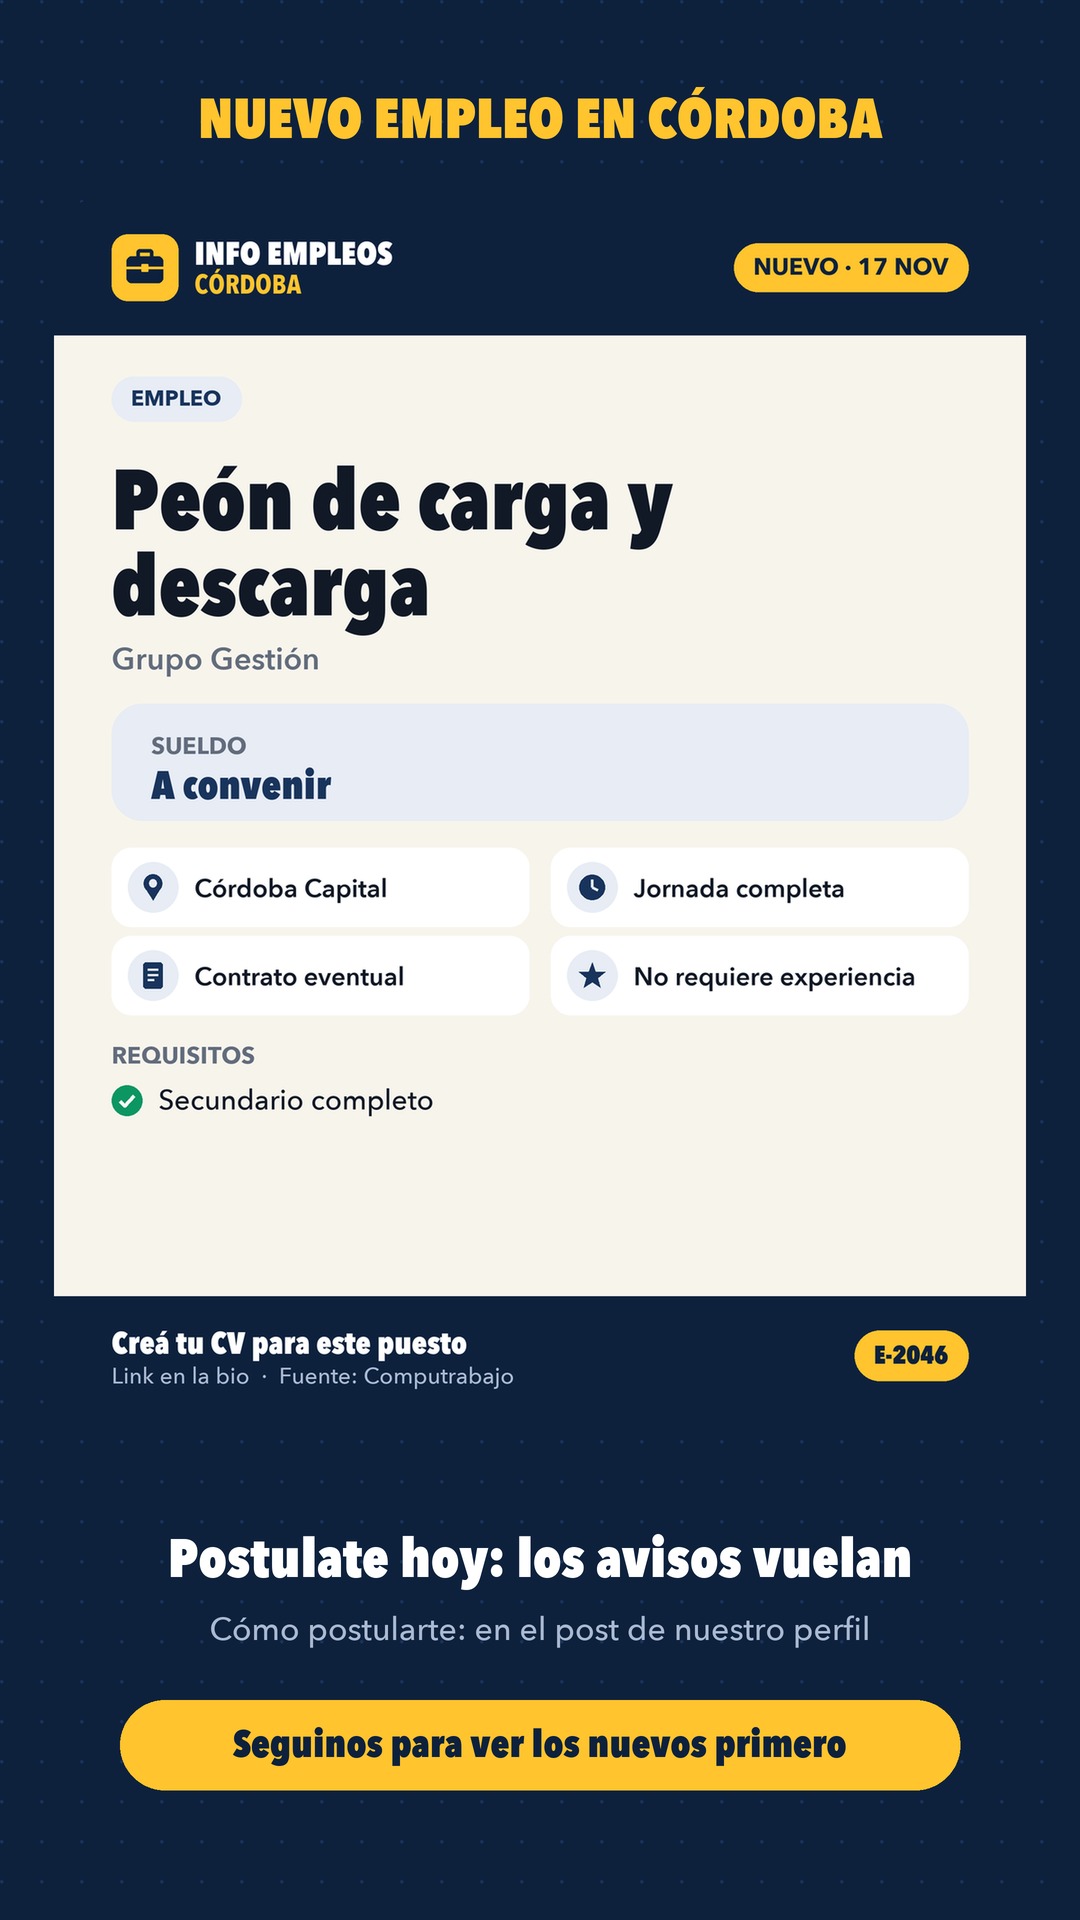 NUEVO EMPLEO EN CÓRDOBA
INFO EMPLEOS
CÓRDOBA
NUEVO · 17 NOV
EMPLEO
Peón de carga y
descarga
Grupo Gestión
SUELDO
A convenir
Córdoba Capital
Jornada completa
Contrato eventual
No requiere experiencia
REQUISITOS
Secundario completo
Creá tu CV para este puesto
Link en la bio · Fuente: Computrabajo
E-2046
Postulate hoy: los avisos vuelan
Cómo postularte: en el post de nuestro perfil
Seguinos para ver los nuevos primero